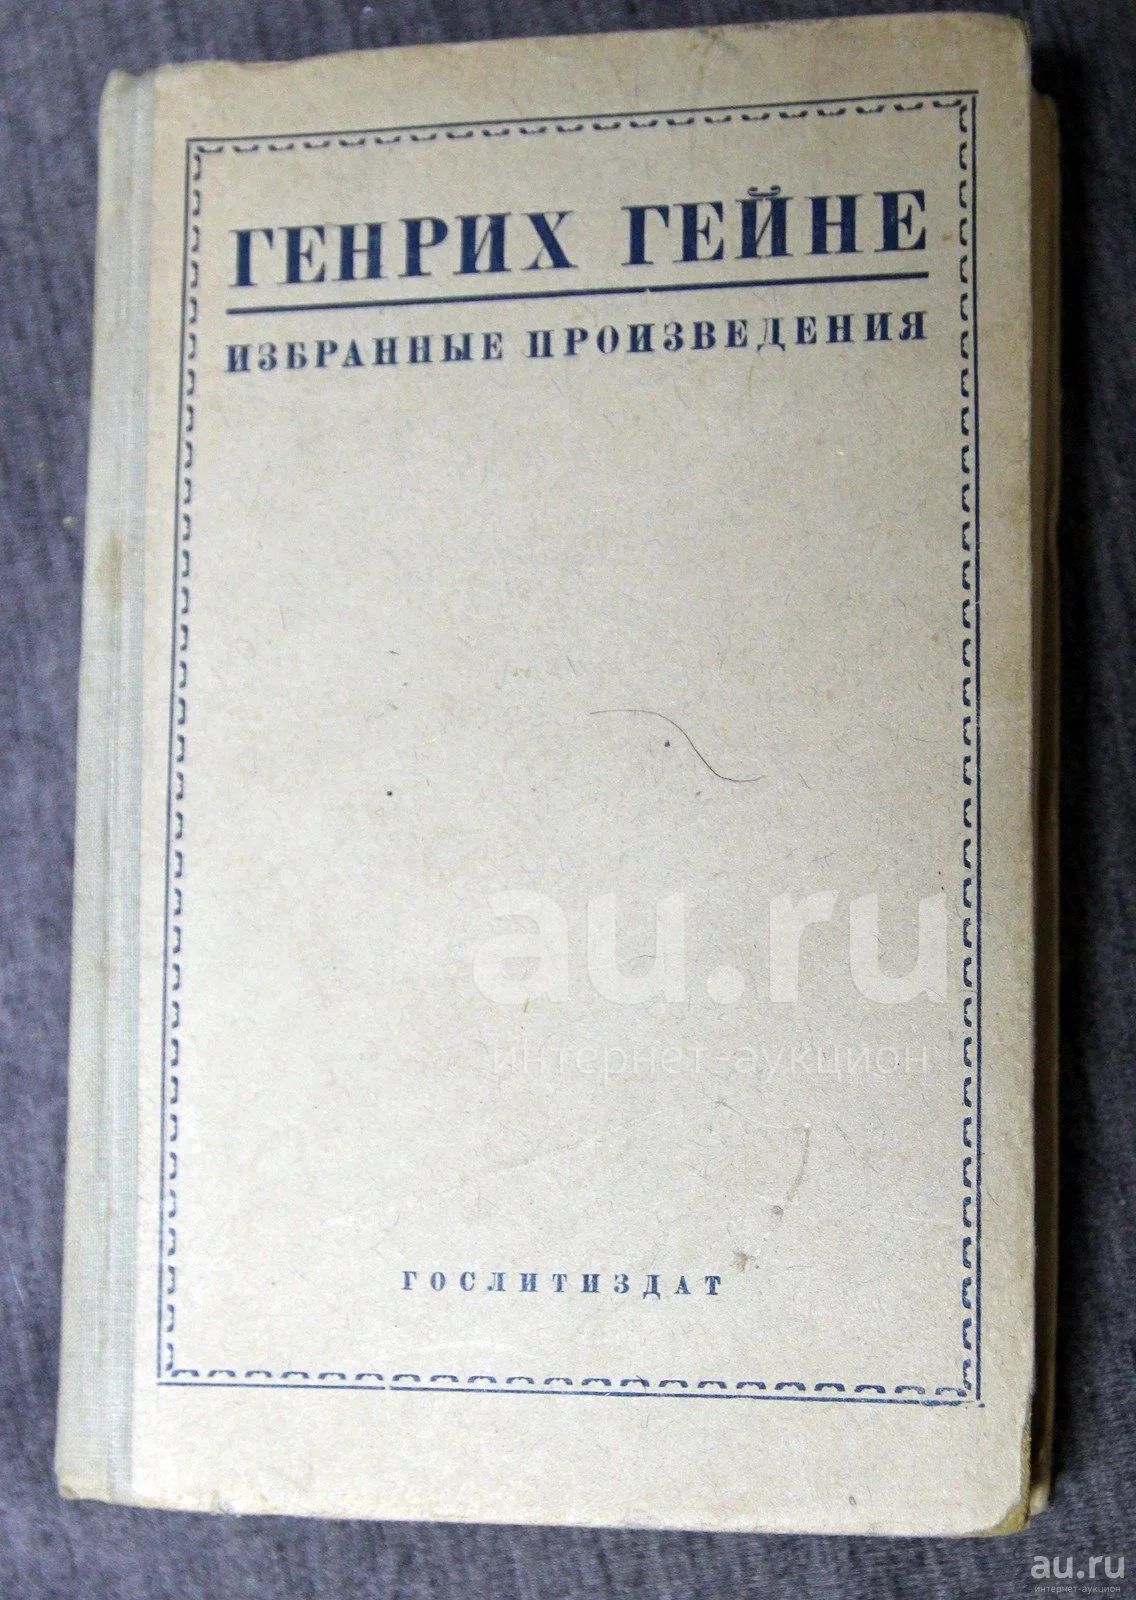 ГЕНРИХ ГЕЙНЕ
ИЗБРАННЫЕ ПРОИЗВЕДЕНИЯ
au.ru
интернет-аукцион
ГОСЛИТИЗДАТ
au.ru
интернет-аукцион